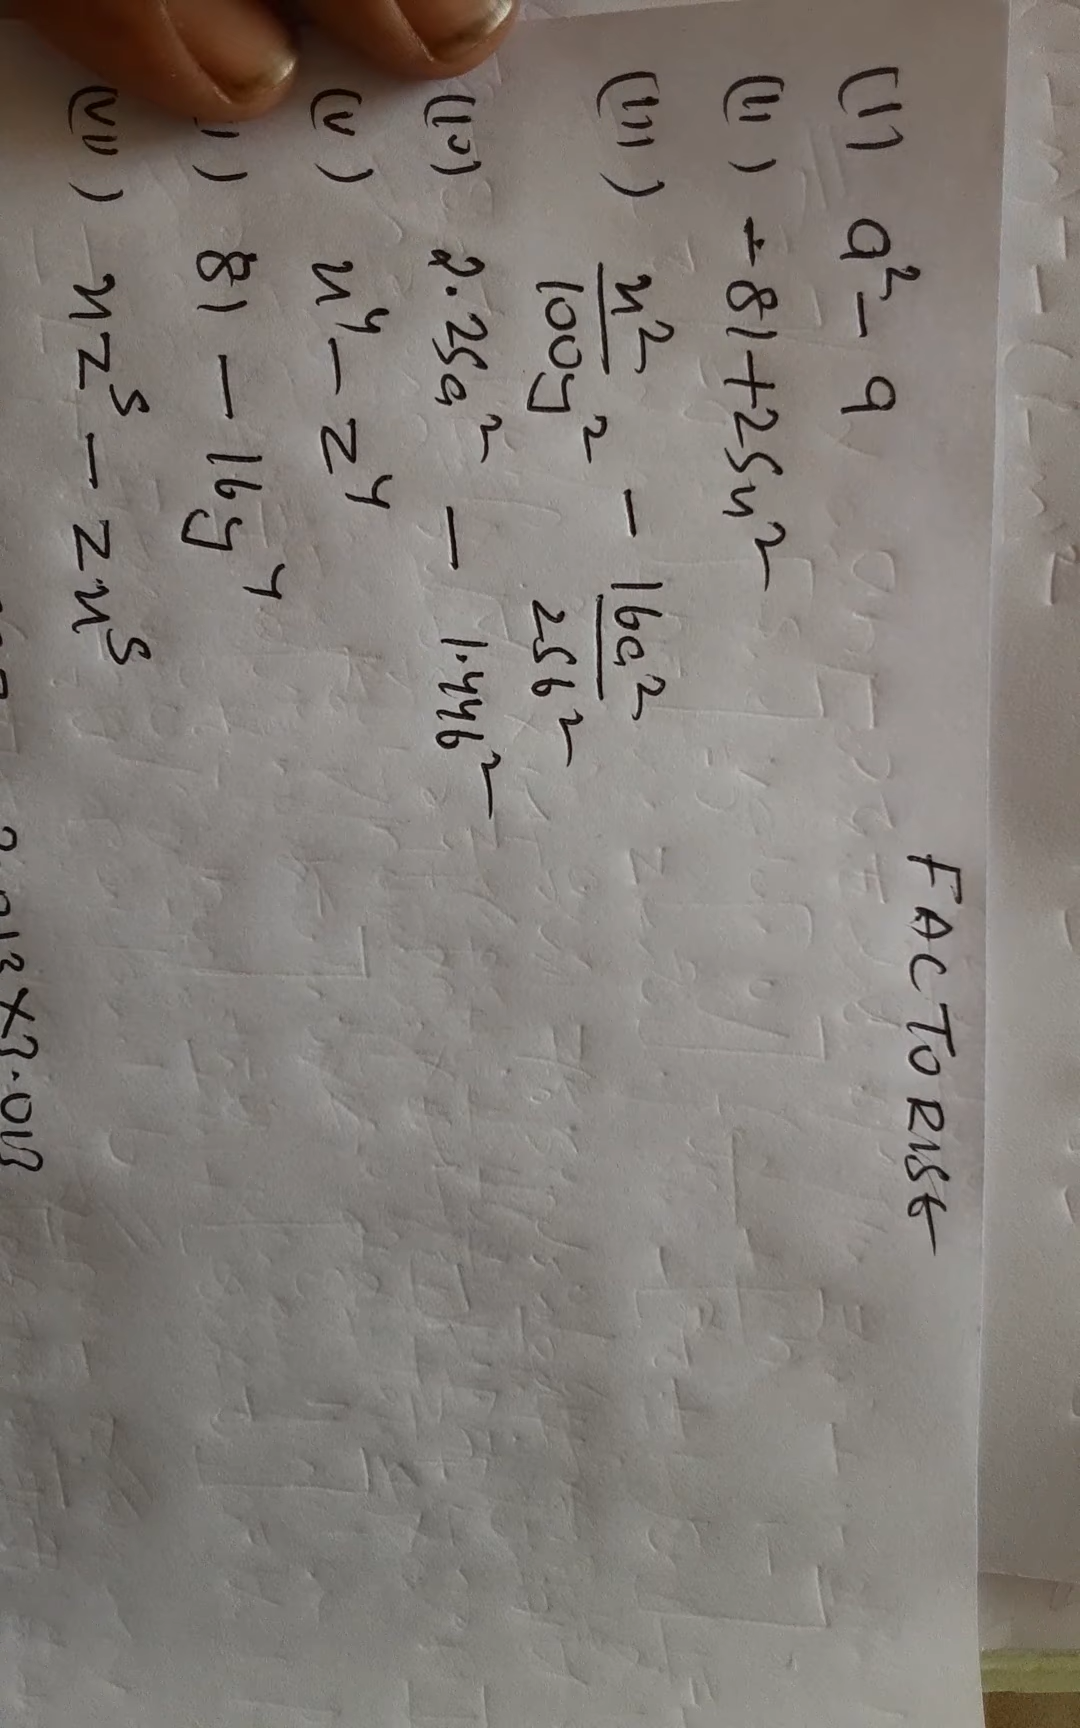 FACTORISE
(i) a² - 9
(ii) - 81 + 25x²
(iii) x²/100y² - 16a²/25b²
(iv) 2.25a² - 1.44b²
(v) x⁴ - z⁴
) 81 - 16y⁴
(vii) xz⁵ - zx⁵